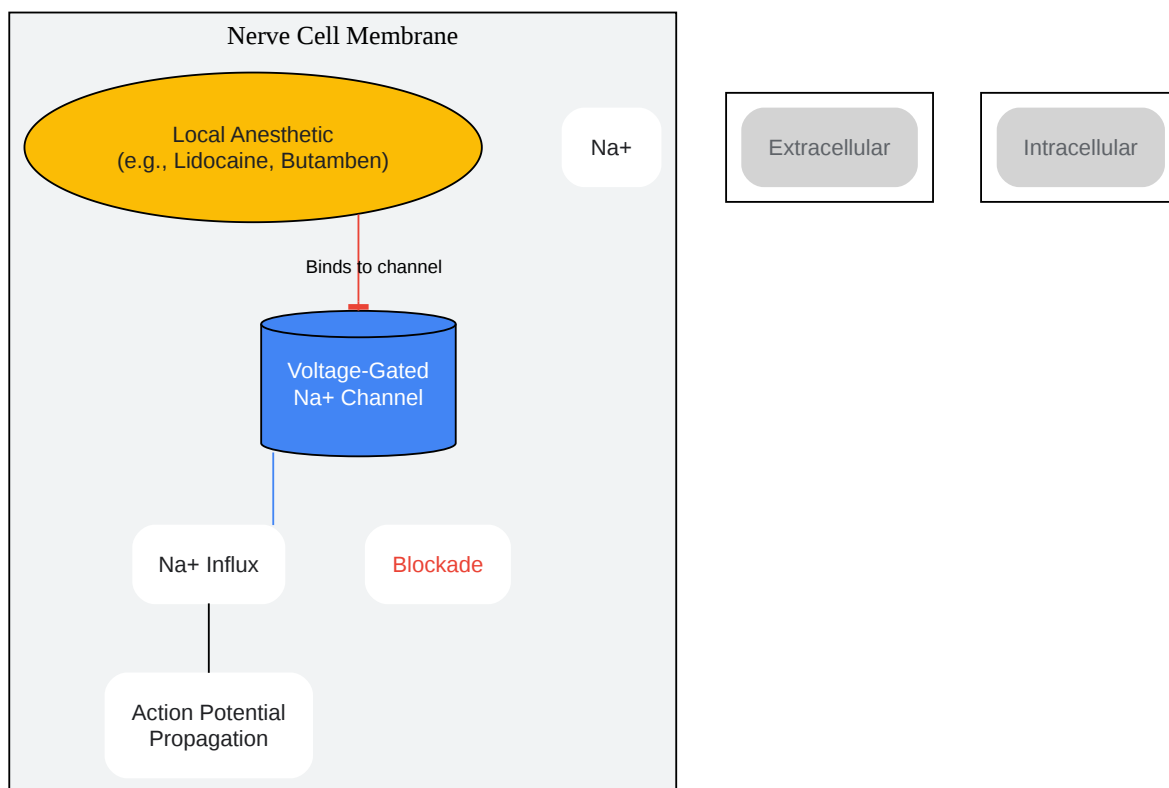 Nerve Cell Membrane
Local Anesthetic
(e.g., Lidocaine, Butamben)
Na+
Extracellular
Intracellular
Binds to channel
Voltage-Gated
Na+ Channel
Na+ Influx
Blockade
Action Potential
Propagation